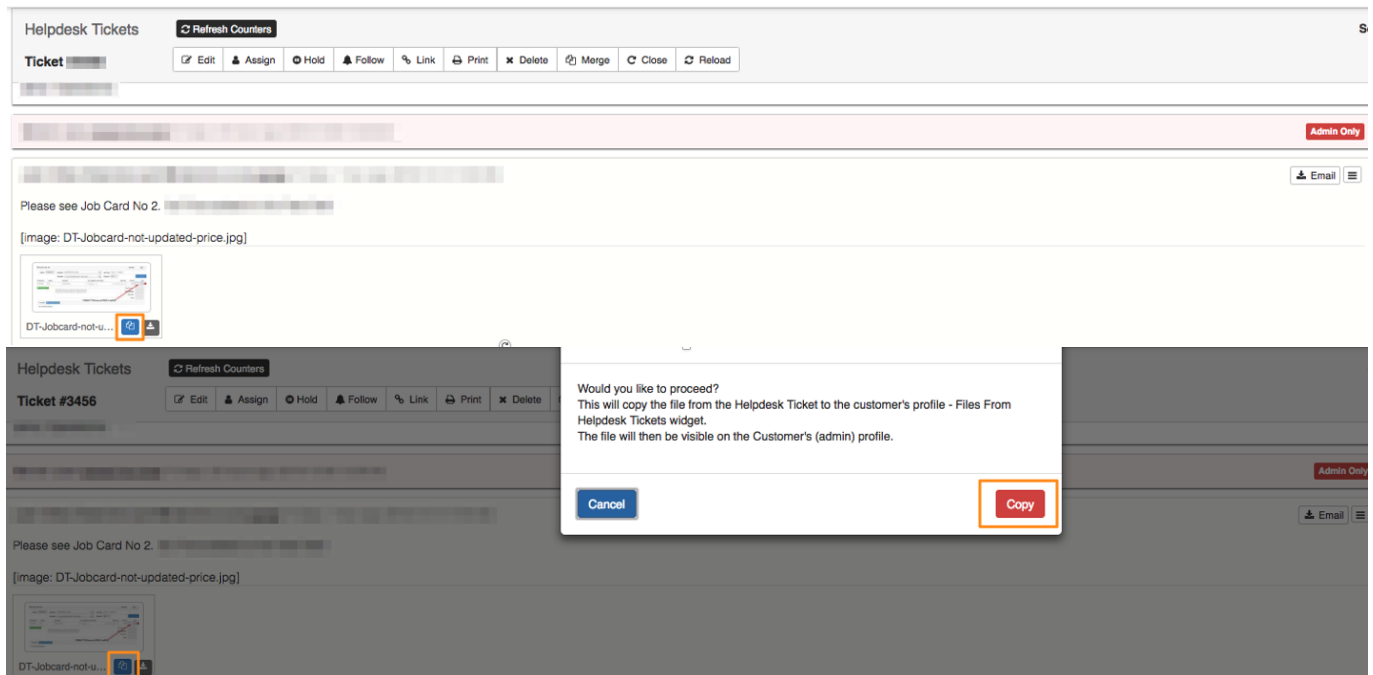 Helpdesk Tickets Refresh Counters
Ticket Edit Assign Hold Follow Link Print Delete Merge Close Reload
Admin Only
Email
Please see Job Card No 2.
[image: DT-Jobcard-not-updated-price.jpg]
DT-Jobcard-not-u...
Helpdesk Tickets Refresh Counters
Ticket #3456 Edit Assign Hold Follow Link Print Delete
Would you like to proceed?
This will copy the file from the Helpdesk Ticket to the customer's profile - Files From
Helpdesk Tickets widget.
The file will then be visible on the Customer's (admin) profile.
Admin Only
Cancel Copy
Email
Please see Job Card No 2.
[image: DT-Jobcard-not-updated-price.jpg]
DT-Jobcard-not-u...